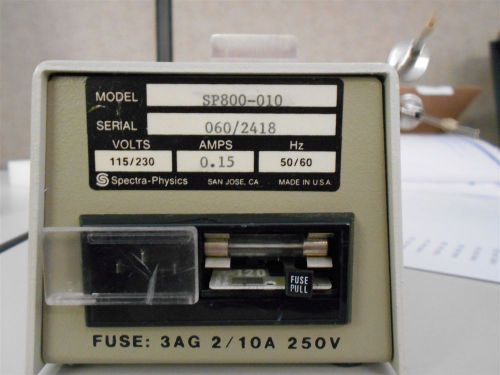 MODEL SP800-010
SERIAL 060/2418
VOLTS AMPS Hz
115/230 0.15 50/60
Spectra-Physics SAN JOSE, CA MADE IN U.S.A.
120
FUSE
PULL
FUSE: 3AG 2/10A 250V